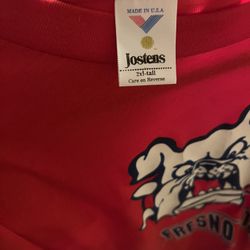 MADE IN U.S.A.
Jostens
2xl-tall
Care on Reverse
FRESNO